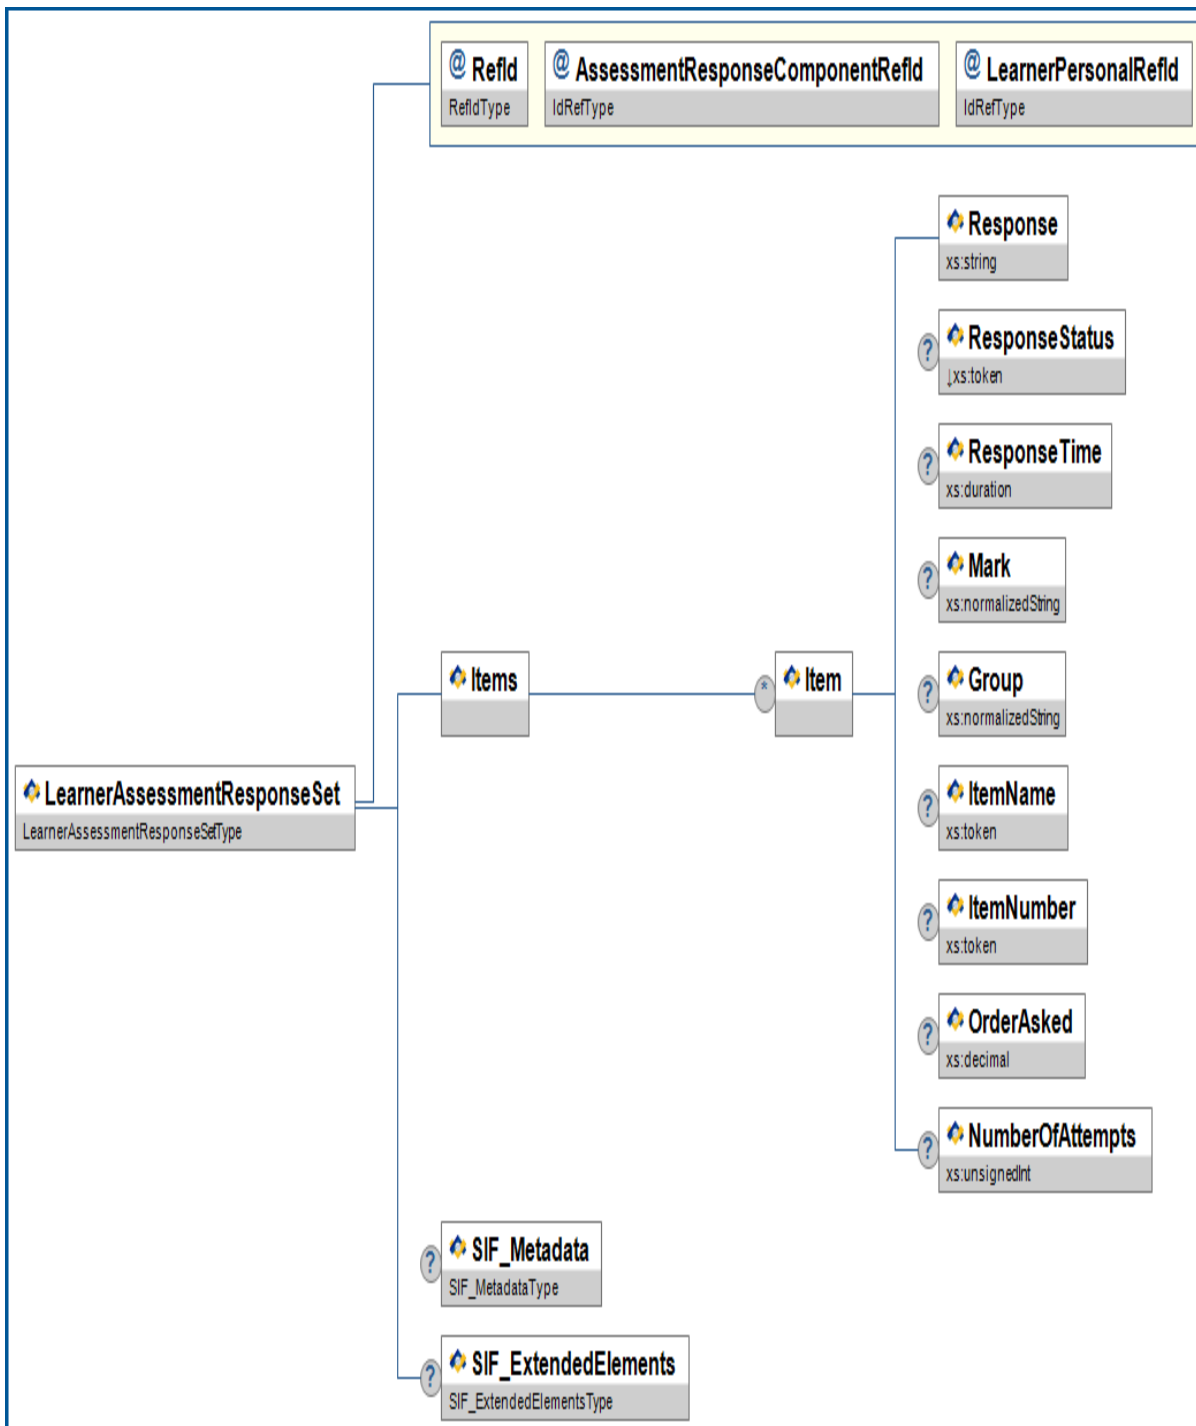 @ RefId
RefIdType
@ AssessmentResponseComponentRefId
IdRefType
@ LearnerPersonalRefId
IdRefType
Response
xs:string
? ResponseStatus
↓xs:token
? ResponseTime
xs:duration
? Mark
xs:normalizedString
Items
* Item
? Group
xs:normalizedString
LearnerAssessmentResponseSet
LearnerAssessmentResponseSetType
? ItemName
xs:token
? ItemNumber
xs:token
? OrderAsked
xs:decimal
? NumberOfAttempts
xs:unsignedInt
? SIF_Metadata
SIF_MetadataType
? SIF_ExtendedElements
SIF_ExtendedElementsType